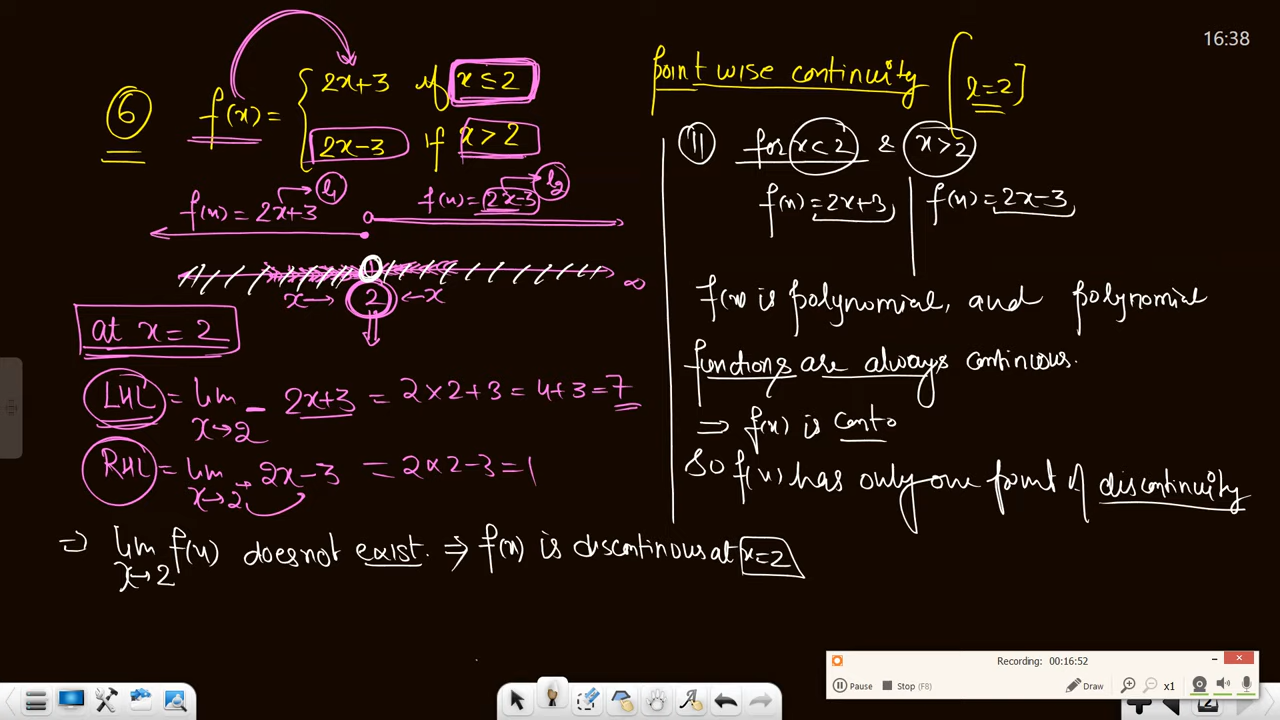 16:38
6 f(x) = { 2x+3 if x ≤ 2
2x-3 if x > 2
f(x) = 2x+3 → l1
f(x) = 2x-3 → l2
x→ 2 ←x ∞
at x = 2
LHL = lim x→2- 2x+3 = 2×2+3 = 4+3 = 7
RHL = lim x→2+ 2x-3 = 2×2-3 = 1
⇒ lim x→2 f(x) does not exist. ⇒ f(x) is discontinous at x=2
point wise continuity [x=2]
II for x<2 & x>2
f(x) = 2x+3 | f(x) = 2x-3
f(x) is polynomial, and polynomial
functions are always continous.
⇒ f(x) is canto
So f(x) has only one point of discontinuity
Recording: 00:16:52
Pause Stop (F8) Draw x1
2